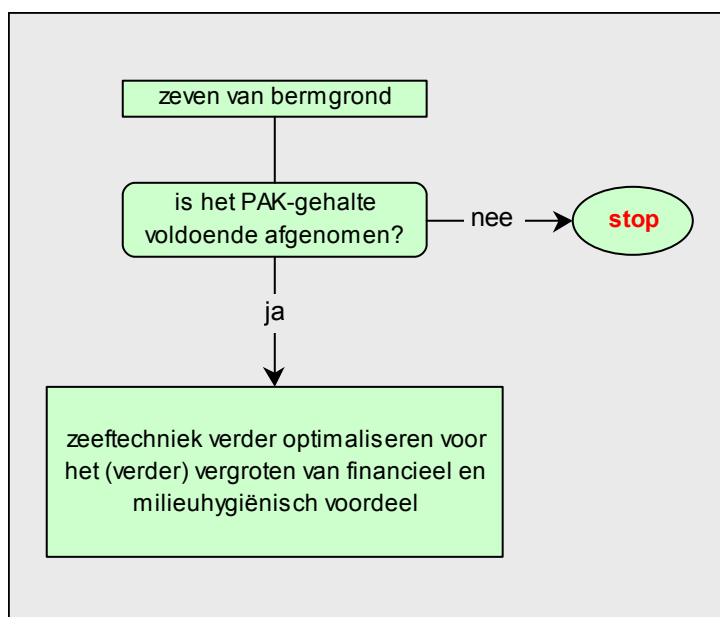 zeven van bermgrond
is het PAK-gehalte
voldoende afgenomen?
nee
stop
ja
zeeftechniek verder optimaliseren voor
het (verder) vergroten van financieel en
milieuhygiënisch voordeel